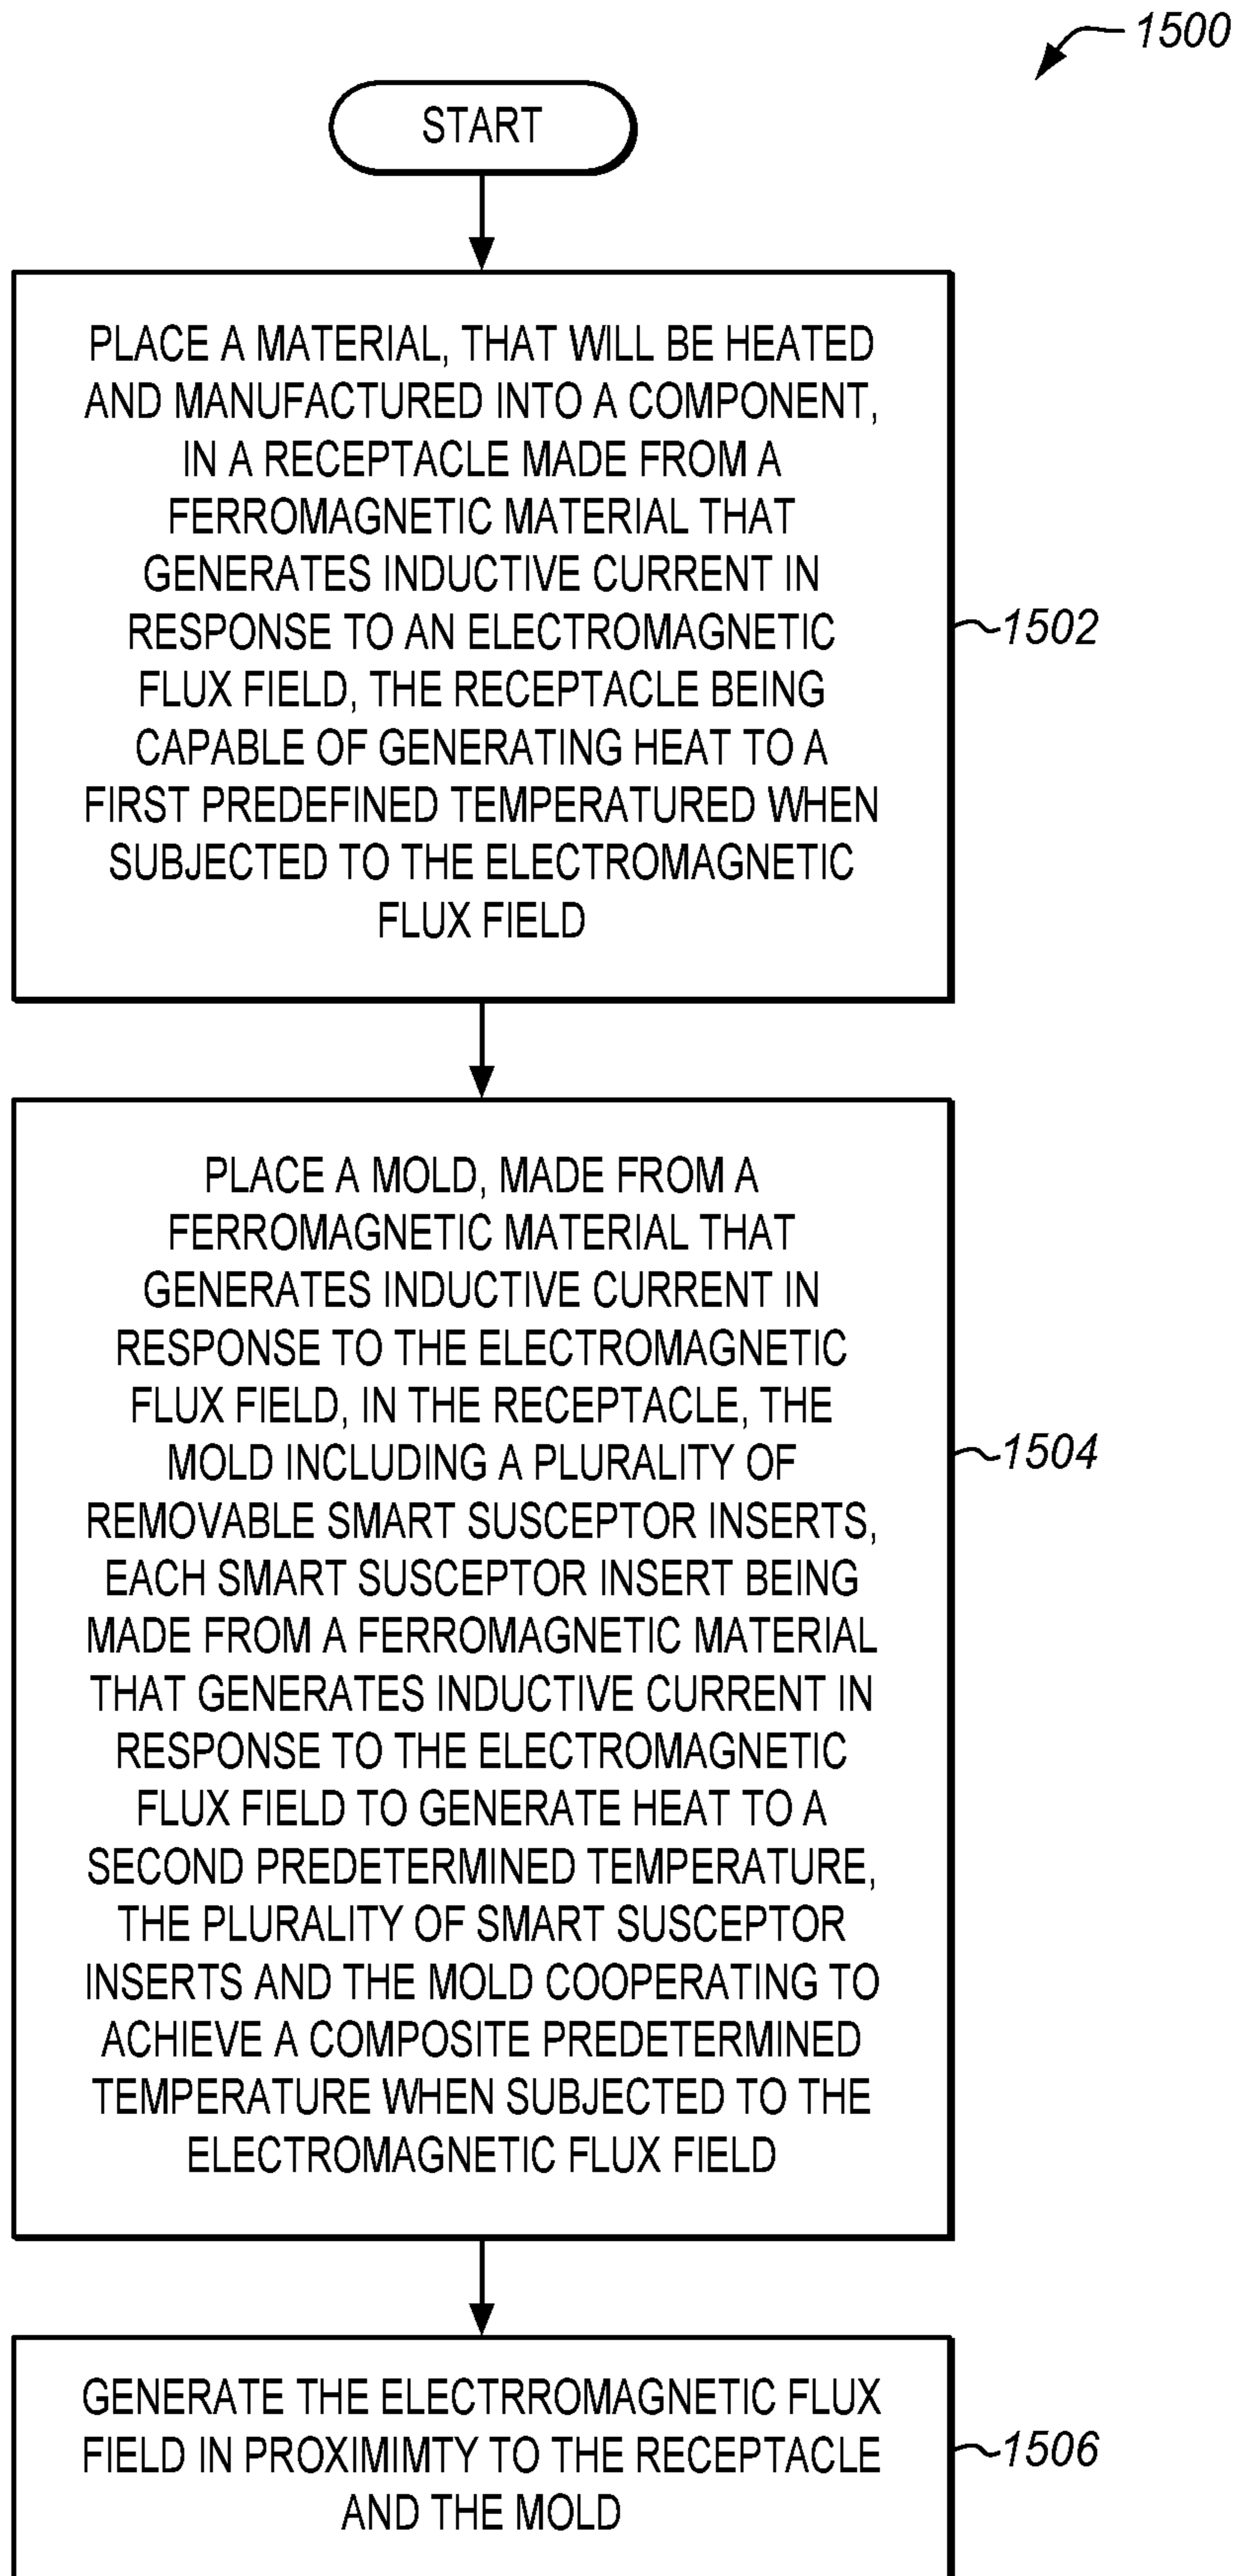 1500
START
PLACE A MATERIAL, THAT WILL BE HEATED
AND MANUFACTURED INTO A COMPONENT,
IN A RECEPTACLE MADE FROM A
FERROMAGNETIC MATERIAL THAT
GENERATES INDUCTIVE CURRENT IN
RESPONSE TO AN ELECTROMAGNETIC
FLUX FIELD, THE RECEPTACLE BEING
CAPABLE OF GENERATING HEAT TO A
FIRST PREDEFINED TEMPERATURED WHEN
SUBJECTED TO THE ELECTROMAGNETIC
FLUX FIELD
1502
PLACE A MOLD, MADE FROM A
FERROMAGNETIC MATERIAL THAT
GENERATES INDUCTIVE CURRENT IN
RESPONSE TO THE ELECTROMAGNETIC
FLUX FIELD, IN THE RECEPTACLE, THE
MOLD INCLUDING A PLURALITY OF
REMOVABLE SMART SUSCEPTOR INSERTS,
EACH SMART SUSCEPTOR INSERT BEING
MADE FROM A FERROMAGNETIC MATERIAL
THAT GENERATES INDUCTIVE CURRENT IN
RESPONSE TO THE ELECTROMAGNETIC
FLUX FIELD TO GENERATE HEAT TO A
SECOND PREDETERMINED TEMPERATURE,
THE PLURALITY OF SMART SUSCEPTOR
INSERTS AND THE MOLD COOPERATING TO
ACHIEVE A COMPOSITE PREDETERMINED
TEMPERATURE WHEN SUBJECTED TO THE
ELECTROMAGNETIC FLUX FIELD
1504
GENERATE THE ELECTRROMAGNETIC FLUX
FIELD IN PROXIMIMTY TO THE RECEPTACLE
AND THE MOLD
1506